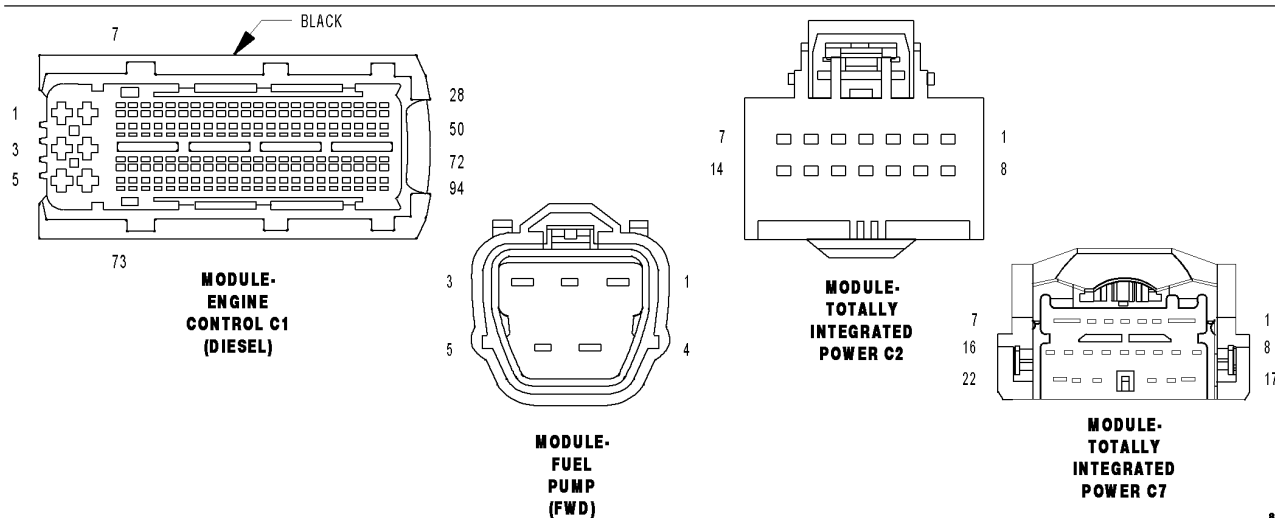 7
BLACK
1
3
5
28
50
72
94
73
MODULE-
ENGINE
CONTROL C1
(DIESEL)
3
1
5
4
MODULE-
FUEL
PUMP
(FWD)
7
1
14
8
MODULE-
TOTALLY
INTEGRATED
POWER C2
7
1
16
8
22
17
MODULE-
TOTALLY
INTEGRATED
POWER C7
8